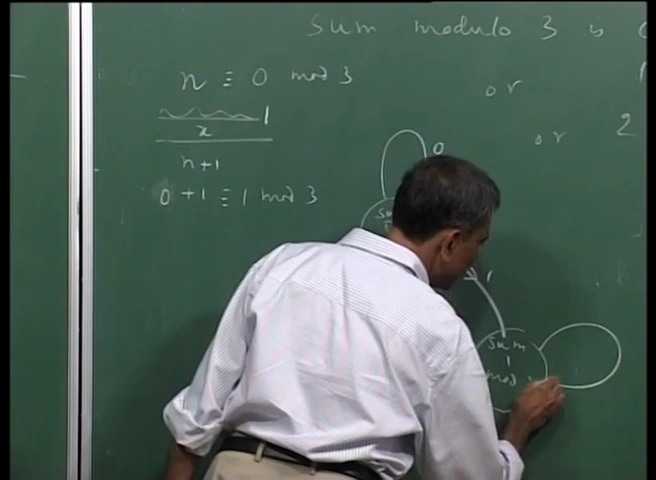 Sum modulo 3 is
n ≡ 0 mod 3
or
1
x
or 2
n+1
0 +1 ≡ 1 mod 3
0
1
sum
1
mod